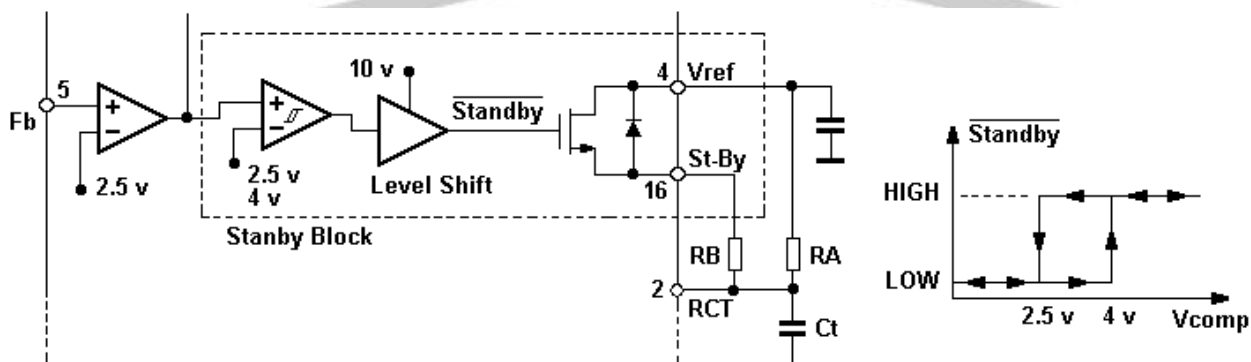 5
Fb
+
−
2.5 v
+
−
2.5 v
4 v
10 v
Level Shift
Standby
Stanby Block
4 Vref
St-By
16
RB
RA
2
RCT
Ct
Standby
HIGH
LOW
2.5 v 4 v Vcomp